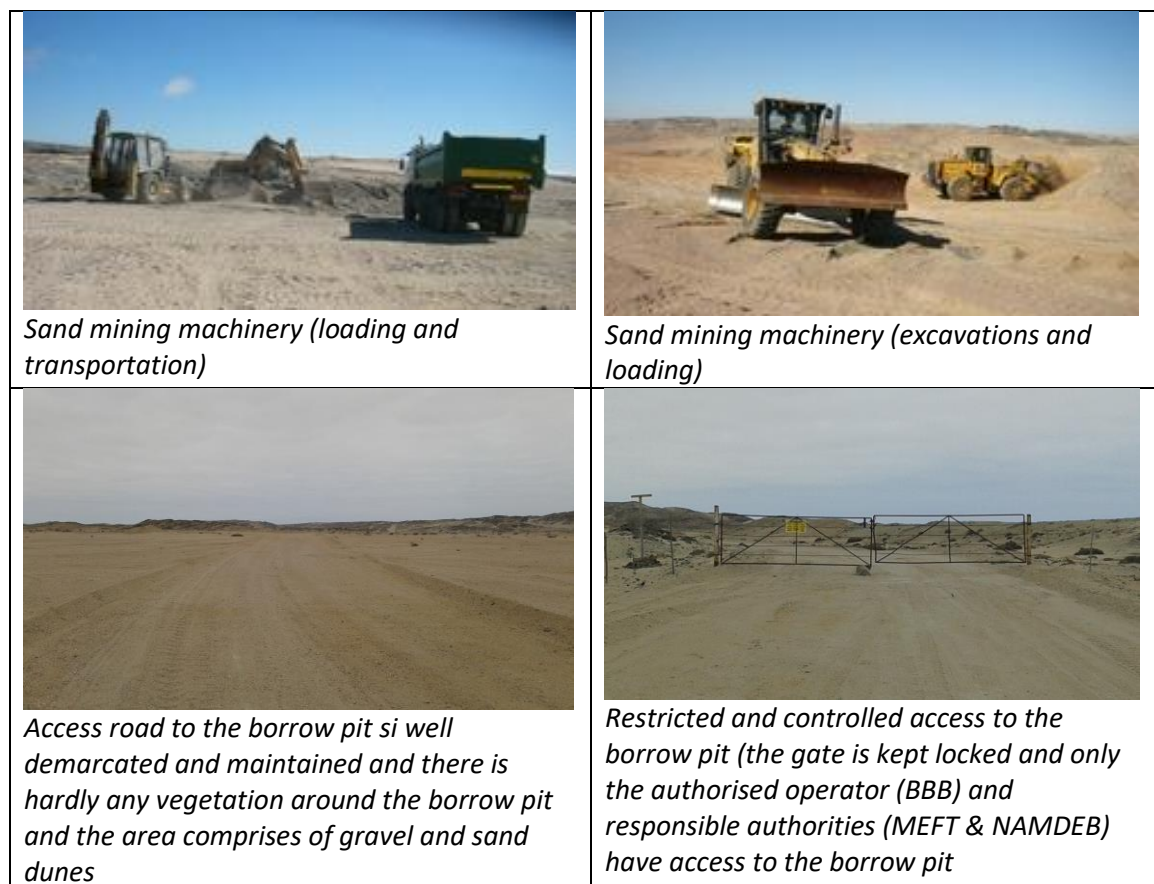 Sand mining machinery (loading and
transportation)
Sand mining machinery (excavations and
loading)
Access road to the borrow pit si well
demarcated and maintained and there is
hardly any vegetation around the borrow pit
and the area comprises of gravel and sand
dunes
Restricted and controlled access to the
borrow pit (the gate is kept locked and only
the authorised operator (BBB) and
responsible authorities (MEFT & NAMDEB)
have access to the borrow pit